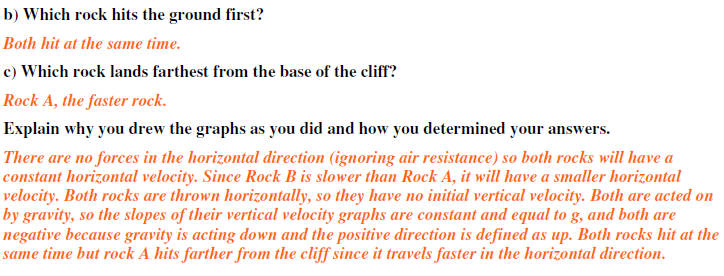 b) Which rock hits the ground first?
Both hit at the same time.
c) Which rock lands farthest from the base of the cliff?
Rock A, the faster rock.
Explain why you drew the graphs as you did and how you determined your answers.
There are no forces in the horizontal direction (ignoring air resistance) so both rocks will have a
constant horizontal velocity. Since Rock B is slower than Rock A, it will have a smaller horizontal
velocity. Both rocks are thrown horizontally, so they have no initial vertical velocity. Both are acted on
by gravity, so the slopes of their vertical velocity graphs are constant and equal to g, and both are
negative because gravity is acting down and the positive direction is defined as up. Both rocks hit at the
same time but rock A hits farther from the cliff since it travels faster in the horizontal direction.